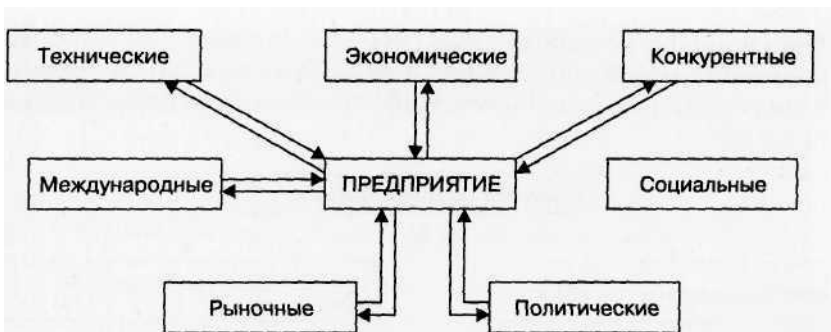 Технические
Экономические
Конкурентные
Международные
ПРЕДПРИЯТИЕ
Социальные
Рыночные
Политические